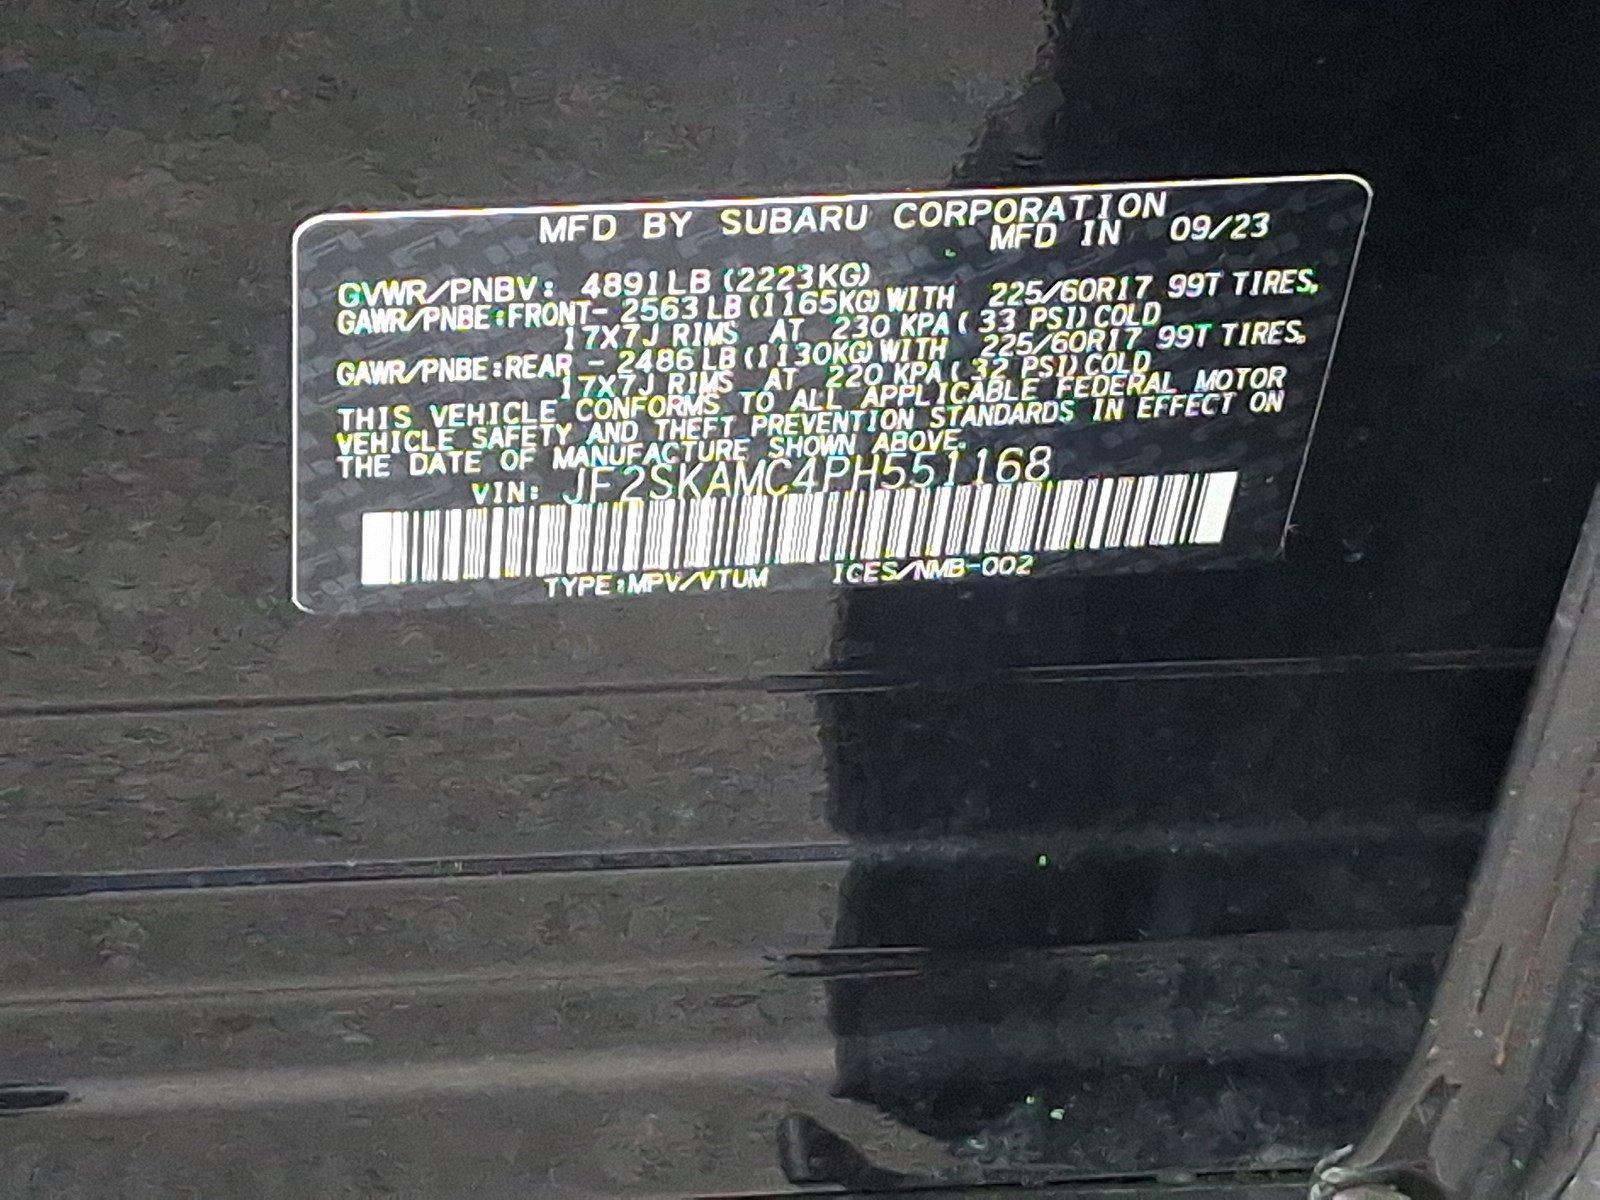 MFD BY SUBARU CORPORATION
MFD IN 09/23
GVWR/PNBV: 4891LB (2223KG)
GAWR/PNBE:FRONT- 2563LB(1165KG)WITH 225/60R17 99T TIRES,
17X7J RIMS AT 230 KPA( 33 PSI)COLD
GAWR/PNBE:REAR - 2486LB(1130KG)WITH 225/60R17 99T TIRES,
17X7J RIMS AT 220 KPA( 32 PSI)COLD
THIS VEHICLE CONFORMS TO ALL APPLICABLE FEDERAL MOTOR
VEHICLE SAFETY AND THEFT PREVENTION STANDARDS IN EFFECT ON
THE DATE OF MANUFACTURE SHOWN ABOVE.
VIN: JF2SKAMC4PH551168
TYPE:MPV/VTUM ICES/NMB-002